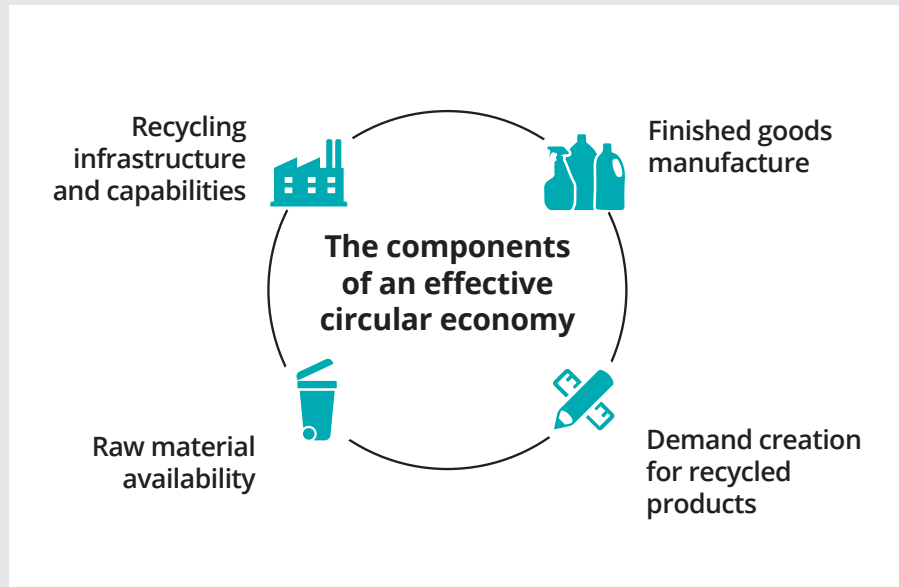 Recycling
infrastructure
and capabilities
Finished goods
manufacture
The components
of an effective
circular economy
Raw material
availability
Demand creation
for recycled
products